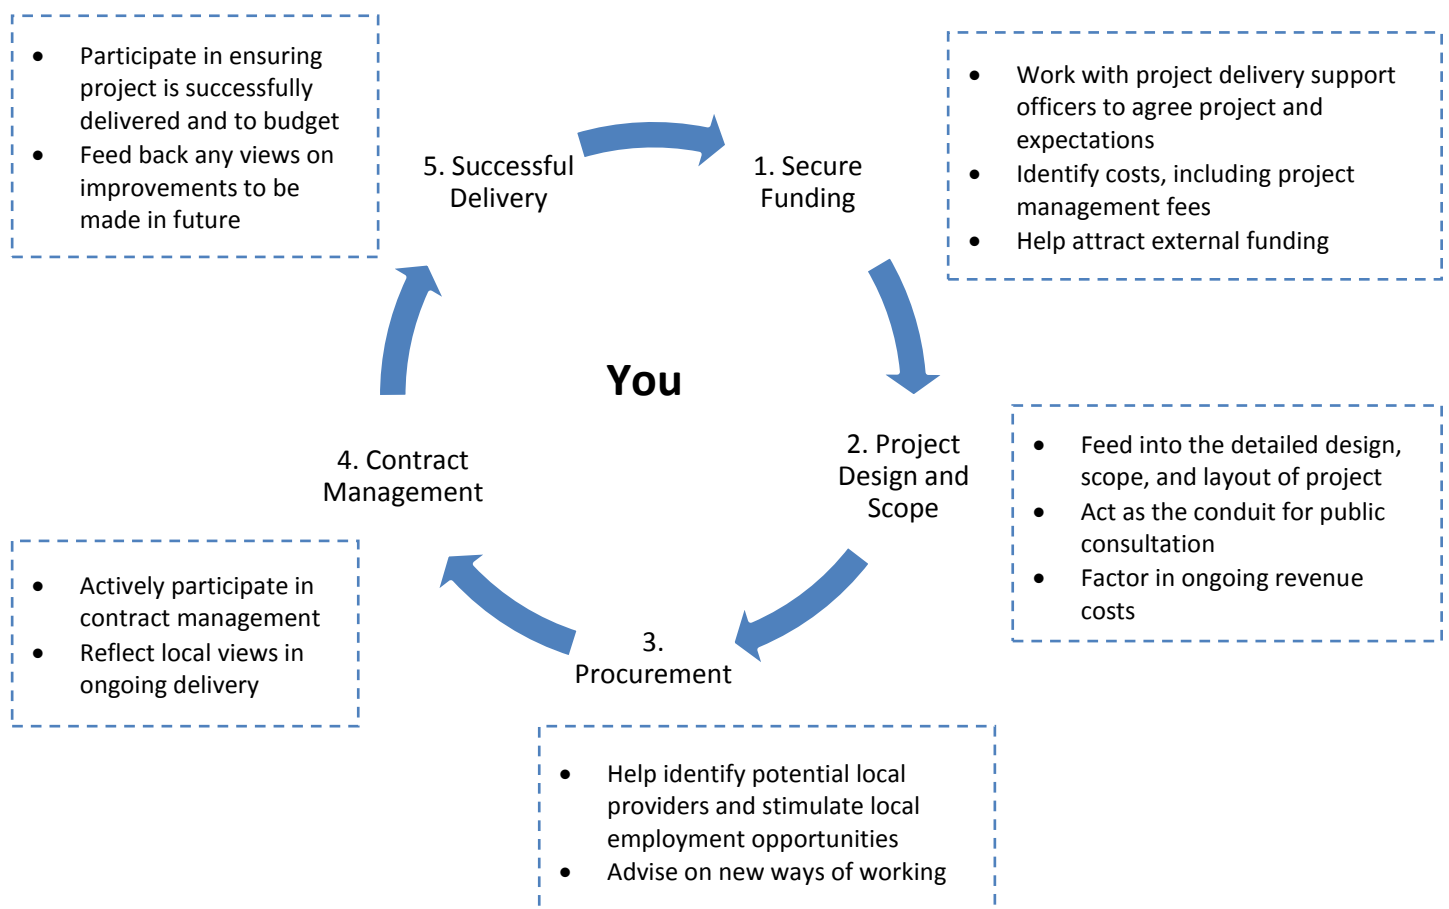 • Participate in ensuring
project is successfully
delivered and to budget
• Feed back any views on
improvements to be
made in future
5. Successful
Delivery
1. Secure
Funding
• Work with project delivery support
officers to agree project and
expectations
• Identify costs, including project
management fees
• Help attract external funding
You
2. Project
Design and
Scope
• Feed into the detailed design,
scope, and layout of project
• Act as the conduit for public
consultation
• Factor in ongoing revenue
costs
4. Contract
Management
• Actively participate in
contract management
• Reflect local views in
ongoing delivery
3.
Procurement
• Help identify potential local
providers and stimulate local
employment opportunities
• Advise on new ways of working